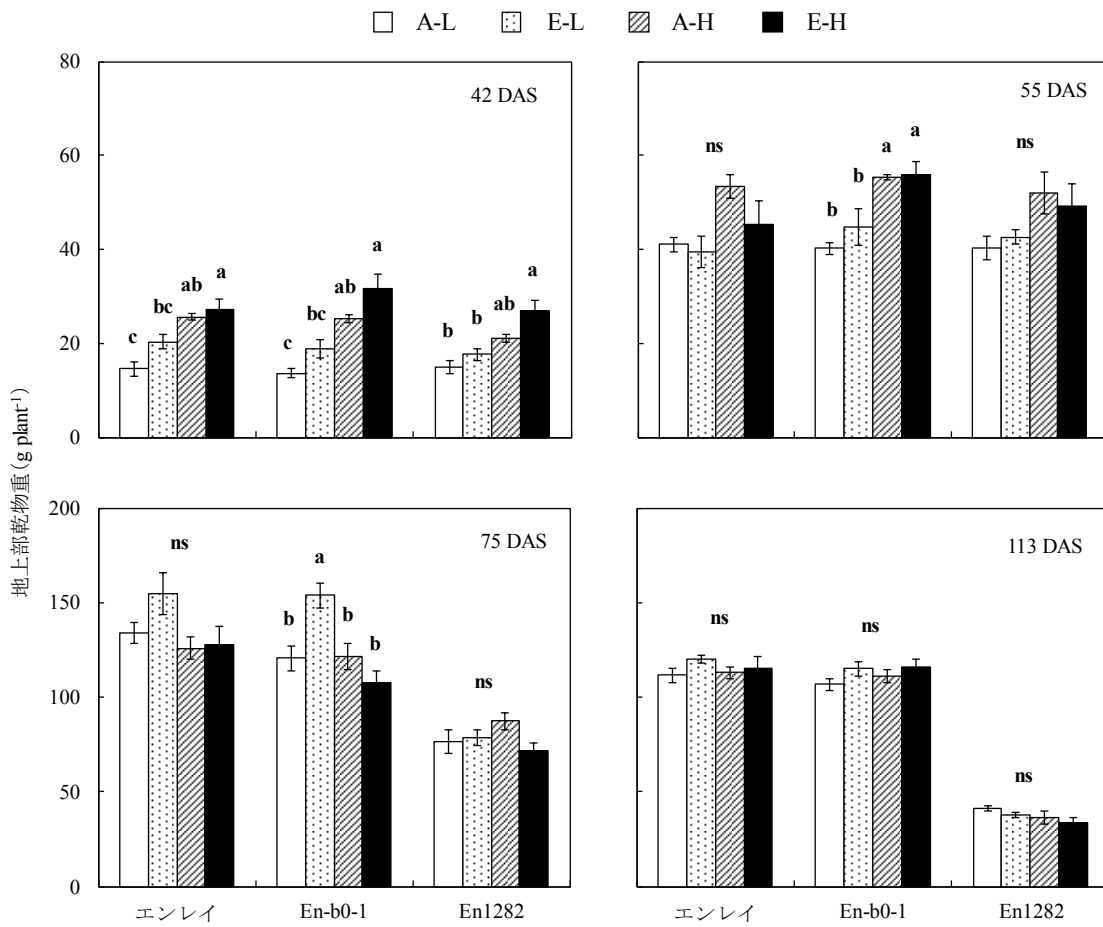 A-L E-L A-H E-H
80
60
40
20
0
42 DAS
c bc ab a
c bc ab a
b b ab a
55 DAS
ns
b b a a
ns
地上部乾物重(g plant-1)
200
150
100
50
0
75 DAS
ns
b a b b
ns
113 DAS
ns
ns
ns
エンレイ En-b0-1 En1282
エンレイ En-b0-1 En1282